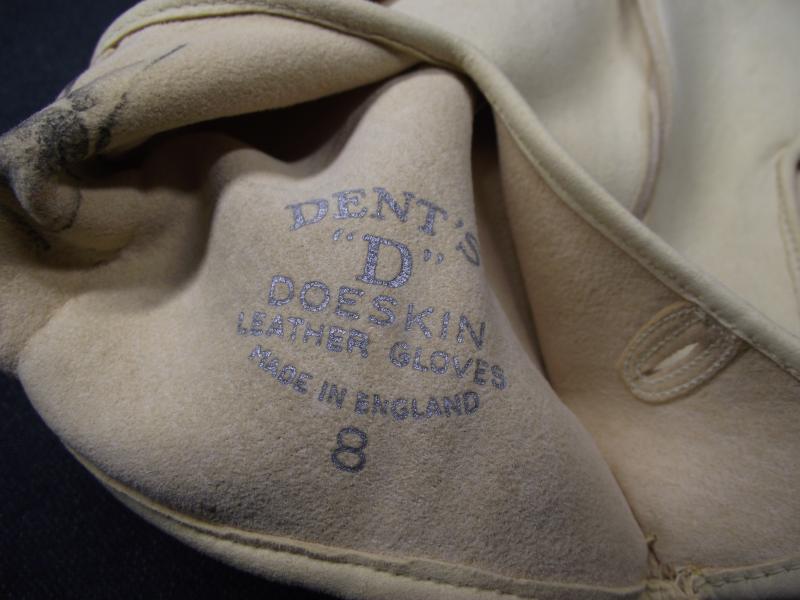 DENT'S
"D"
DOESKIN
LEATHER GLOVES
MADE IN ENGLAND
8